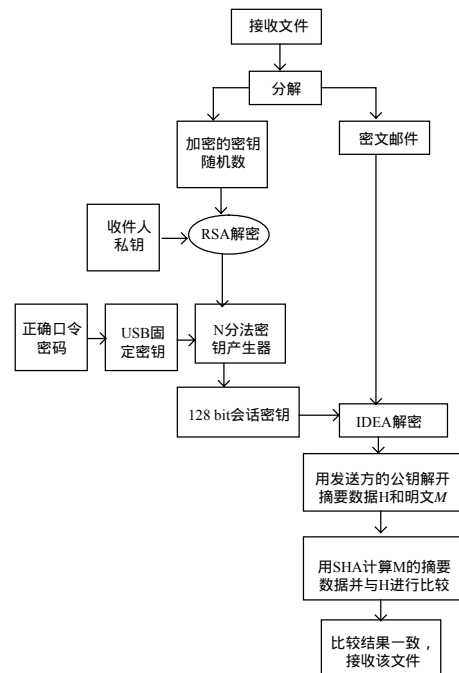 接收文件
分解
加密的密钥
随机数
密文邮件
收件人
私钥
RSA解密
正确口令
密码
USB固
定密钥
N分法密
钥产生器
128 bit会话密钥
IDEA解密
用发送方的公钥解开
摘要数据H和明文M
用SHA计算M的摘要
数据并与H进行比较
比较结果一致，
接收该文件